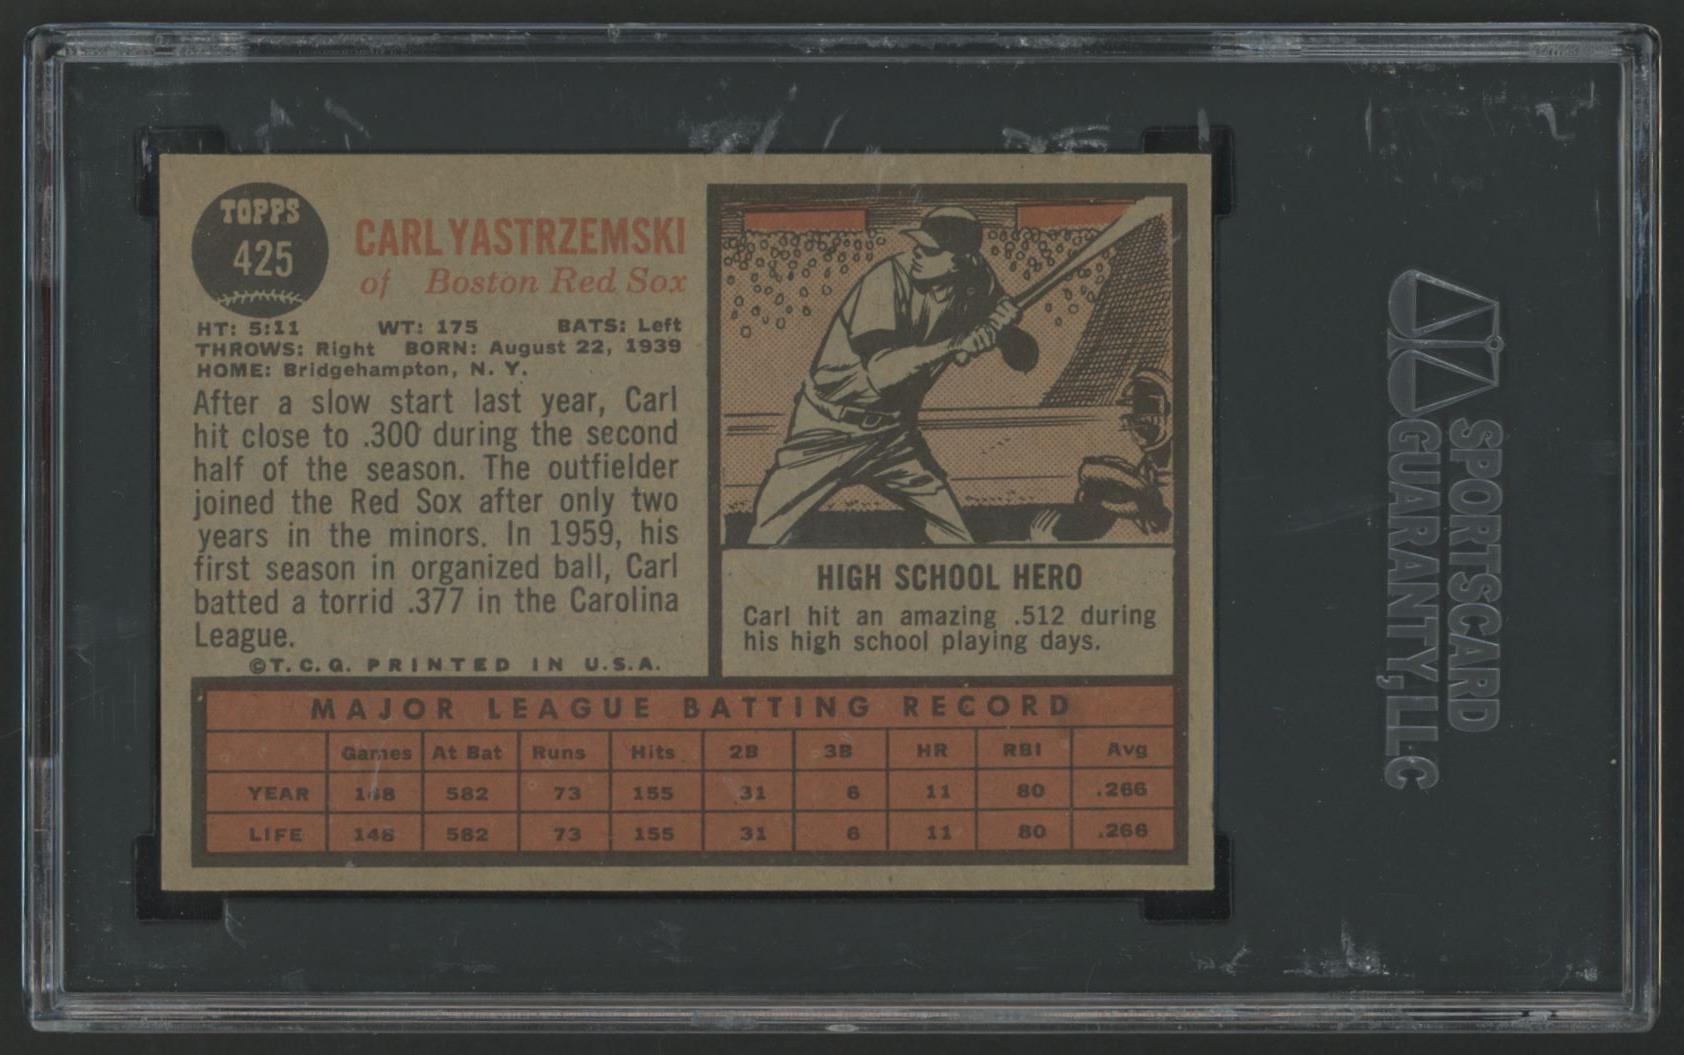 TOPPS
425
CARL YASTRZEMSKI
of Boston Red Sox
HT: 5:11 WT: 175 BATS: Left
THROWS: Right BORN: August 22, 1939
HOME: Bridgehampton, N. Y.
After a slow start last year, Carl
hit close to .300 during the second
half of the season. The outfielder
joined the Red Sox after only two
years in the minors. In 1959, his
first season in organized ball, Carl
batted a torrid .377 in the Carolina
League.
©T.C.G. PRINTED IN U.S.A.
HIGH SCHOOL HERO
Carl hit an amazing .512 during
his high school playing days.
MAJOR LEAGUE BATTING RECORD
Games At Bat Runs Hits 2B 3B HR RBI Avg
YEAR 148 582 73 155 31 6 11 80 .266
LIFE 148 582 73 155 31 6 11 80 .266
SPORTSCARD
GUARANTY, LLC